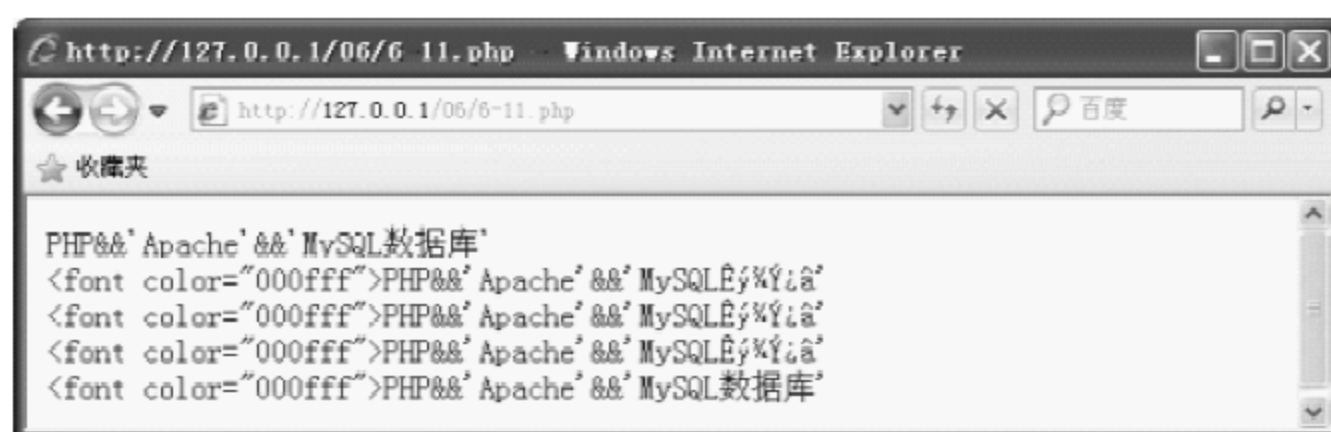 http://127.0.0.1/06/6-11.php - Windows Internet Explorer
http://127.0.0.1/06/6-11.php
百度
收藏夹
PHP&&'Apache'&&'MySQL数据库'
<font color="000fff">PHP&&'Apache'&&'MySQLÊý¾Ý¿â'
<font color="000fff">PHP&&'Apache'&&'MySQLÊý¾Ý¿â'
<font color="000fff">PHP&&'Apache'&&'MySQLÊý¾Ý¿â'
<font color="000fff">PHP&&'Apache'&&'MySQL数据库'